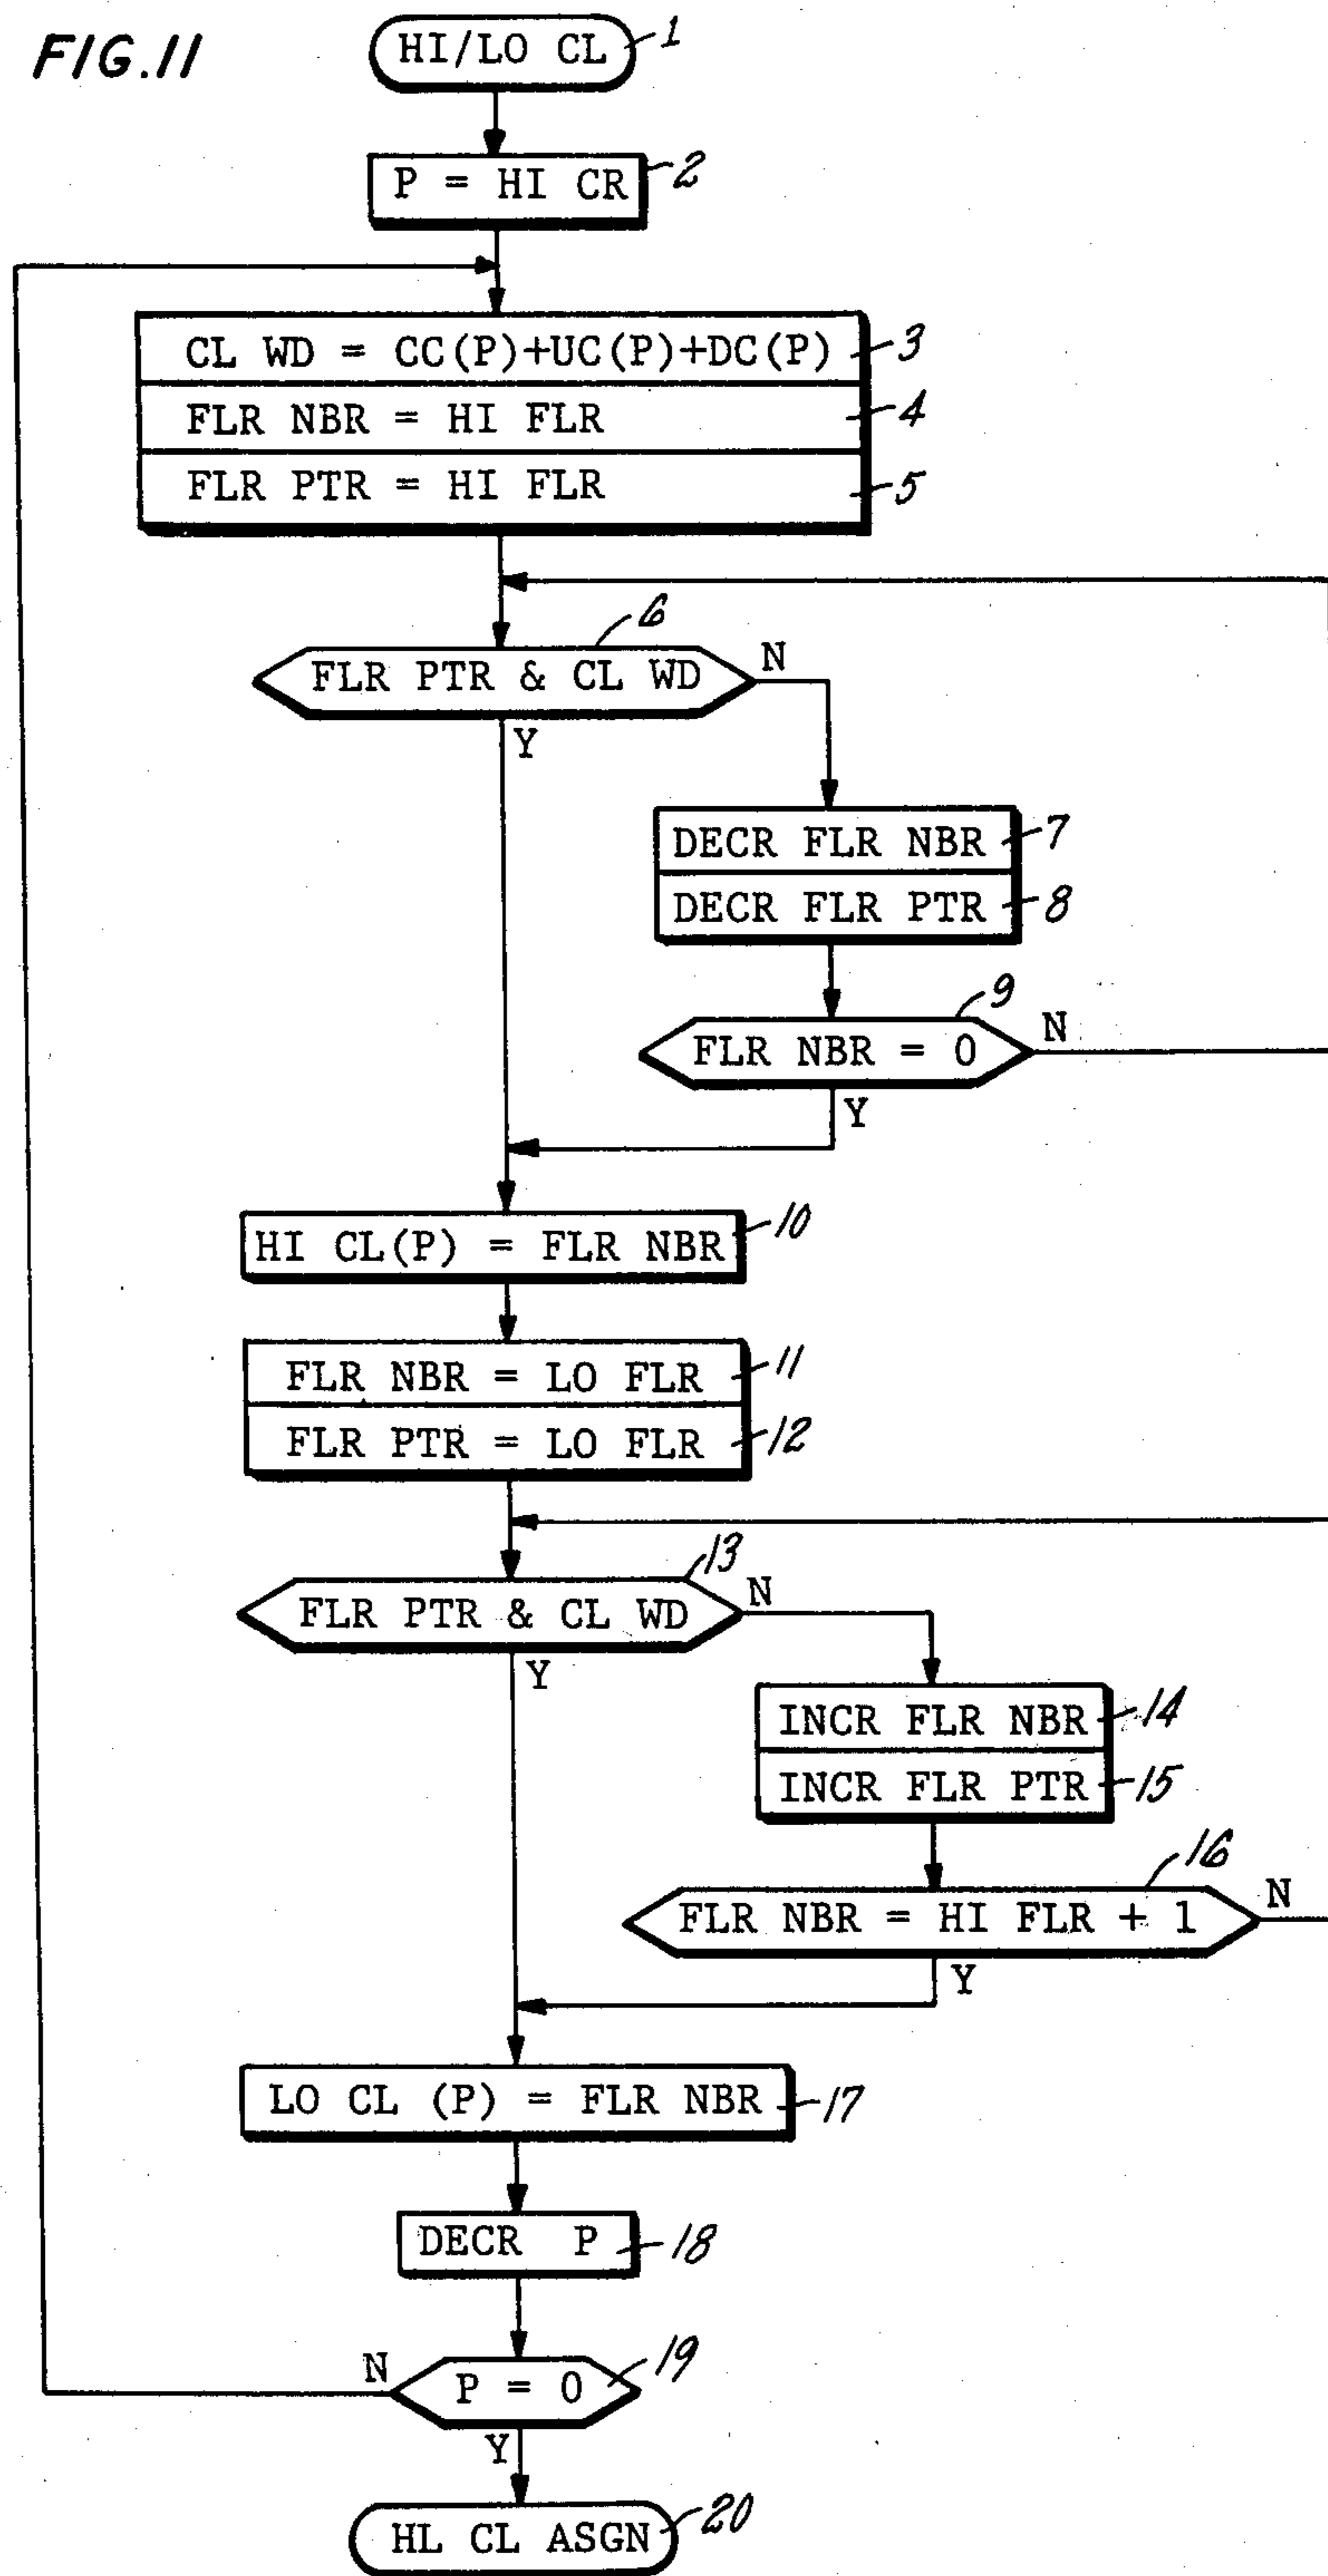 FIG. 11
HI/LO CL 1
P = HI CR 2
CL WD = CC(P)+UC(P)+DC(P) 3
FLR NBR = HI FLR 4
FLR PTR = HI FLR 5
6
FLR PTR & CL WD N
Y
DECR FLR NBR 7
DECR FLR PTR 8
9
FLR NBR = 0 N
Y
HI CL(P) = FLR NBR 10
FLR NBR = LO FLR 11
FLR PTR = LO FLR 12
13
FLR PTR & CL WD N
Y
INCR FLR NBR 14
INCR FLR PTR 15
16
FLR NBR = HI FLR + 1 N
Y
LO CL (P) = FLR NBR 17
DECR P 18
N P = 0 19
Y
HL CL ASGN 20